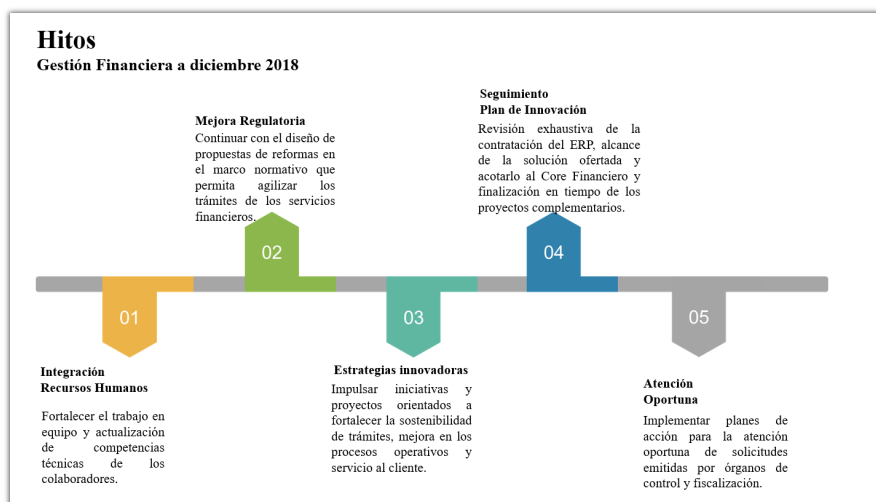 Hitos
Gestión Financiera a diciembre 2018
Mejora Regulatoria
Continuar con el diseño de
propuestas de reformas en
el marco normativo que
permita agilizar los
trámites de los servicios
financieros.
Seguimiento
Plan de Innovación
Revisión exhaustiva de la
contratación del ERP, alcance
de la solución ofertada y
acotarlo al Core Financiero y
finalización en tiempo de los
proyectos complementarios.
02
04
01
03
05
Integración
Recursos Humanos
Fortalecer el trabajo en
equipo y actualización
de competencias
técnicas de los
colaboradores.
Estrategias innovadoras
Impulsar iniciativas y
proyectos orientados a
fortalecer la sostenibilidad
de trámites, mejora en los
procesos operativos y
servicio al cliente.
Atención
Oportuna
Implementar planes de
acción para la atención
oportuna de solicitudes
emitidas por órganos de
control y fiscalización.